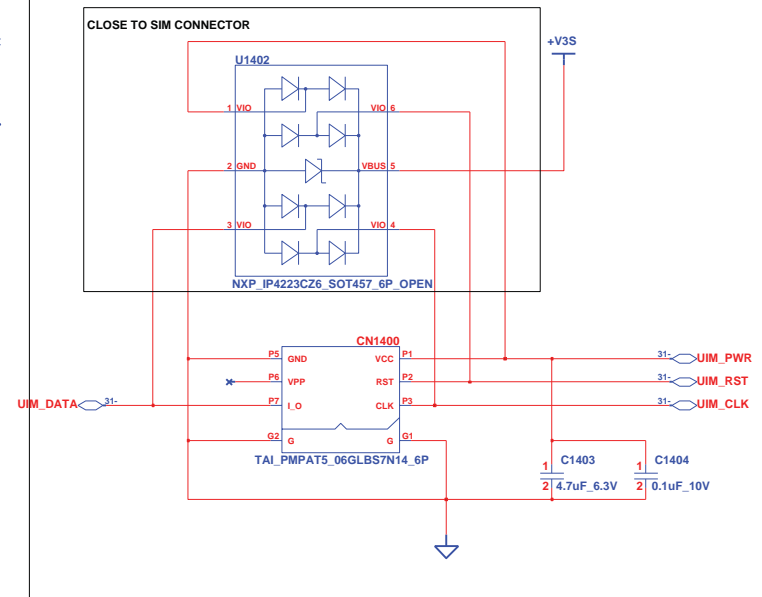 CLOSE TO SIM CONNECTOR
+V3S
U1402
1 VIO
VIO 6
2 GND
VBUS 5
3 VIO
VIO 4
NXP_IP4223CZ6_SOT457_6P_OPEN
CN1400
P5 GND
VCC P1
31- UIM_PWR
P6 VPP
RST P2
31- UIM_RST
UIM_DATA 31-
P7 I_O
CLK P3
31- UIM_CLK
G2 G
G G1
TAI_PMPAT5_06GLBS7N14_6P
1 C1403
2 4.7uF_6.3V
1 C1404
2 0.1uF_10V